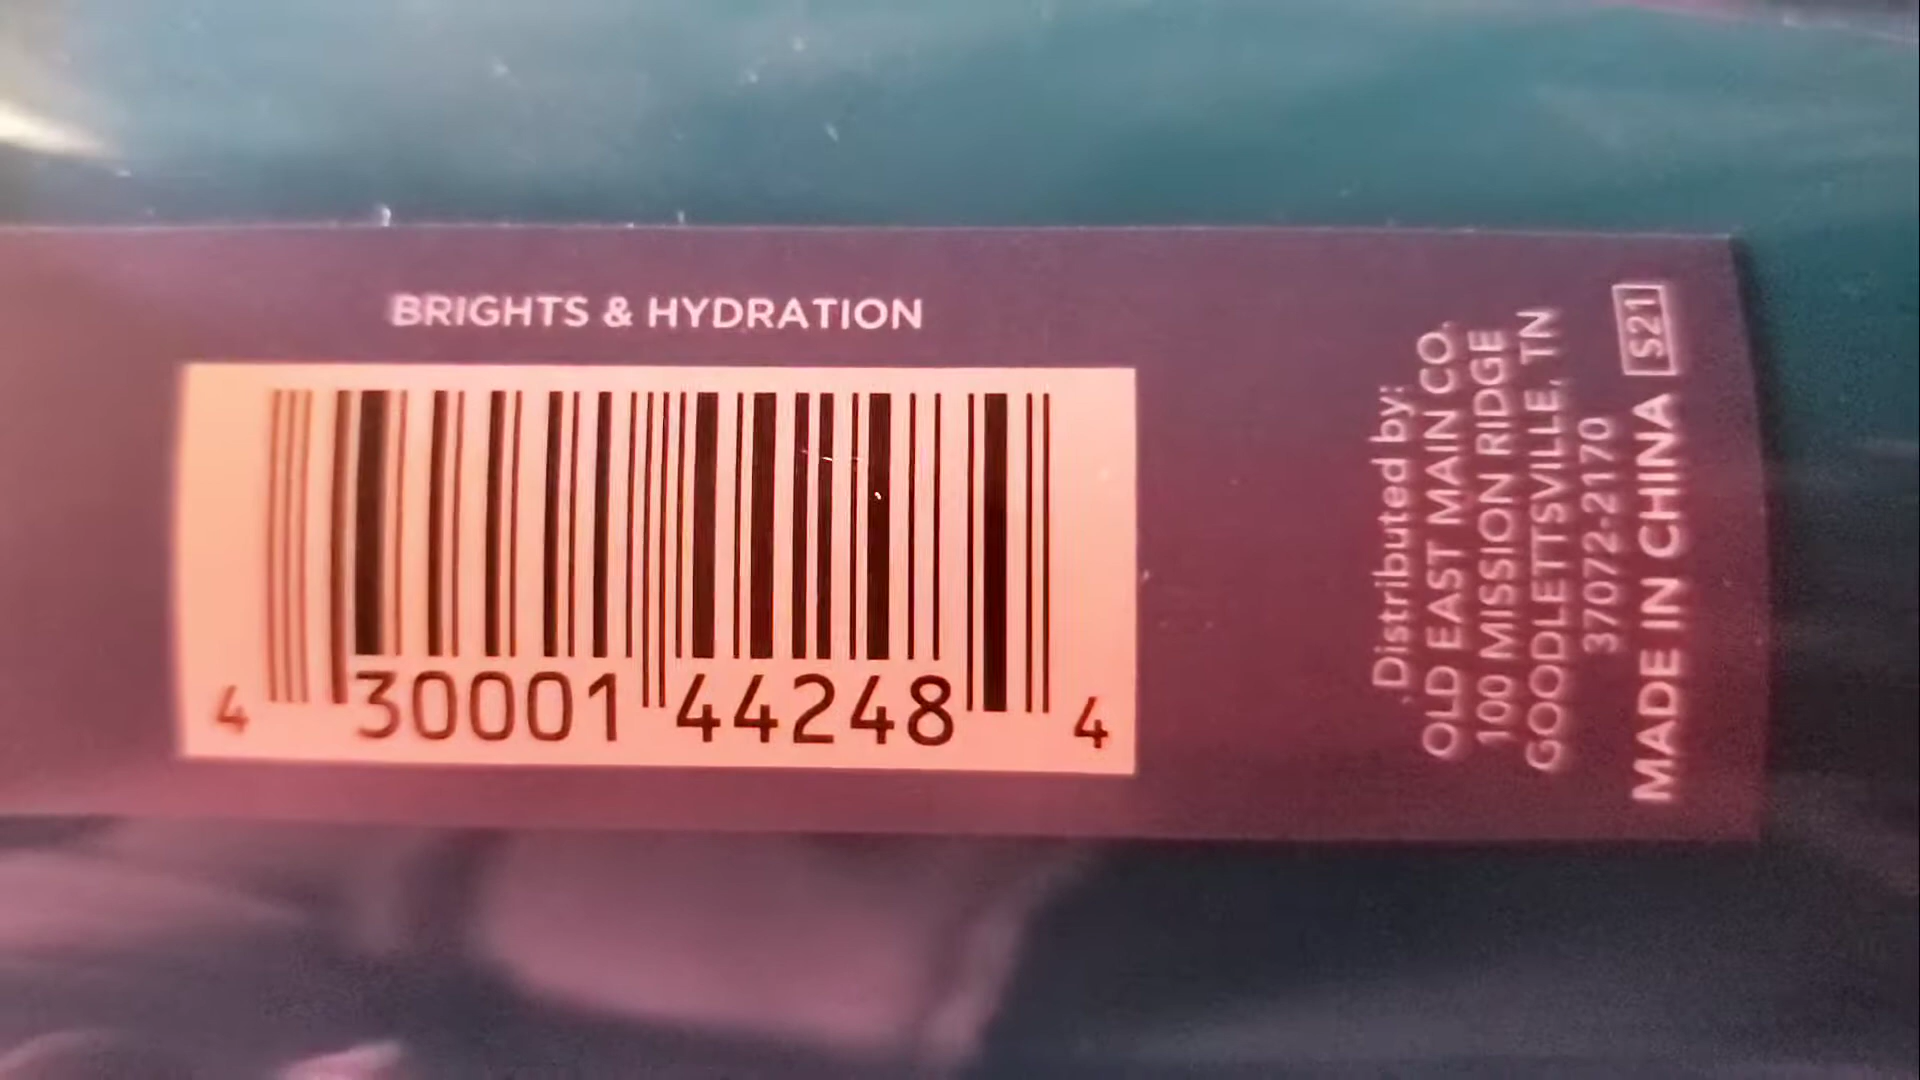 BRIGHTS & HYDRATION
4 30001 44248 4
Distributed by:
OLD EAST MAIN CO.
100 MISSION RIDGE
GOODLETTSVILLE, TN
37072-2170
MADE IN CHINA S21